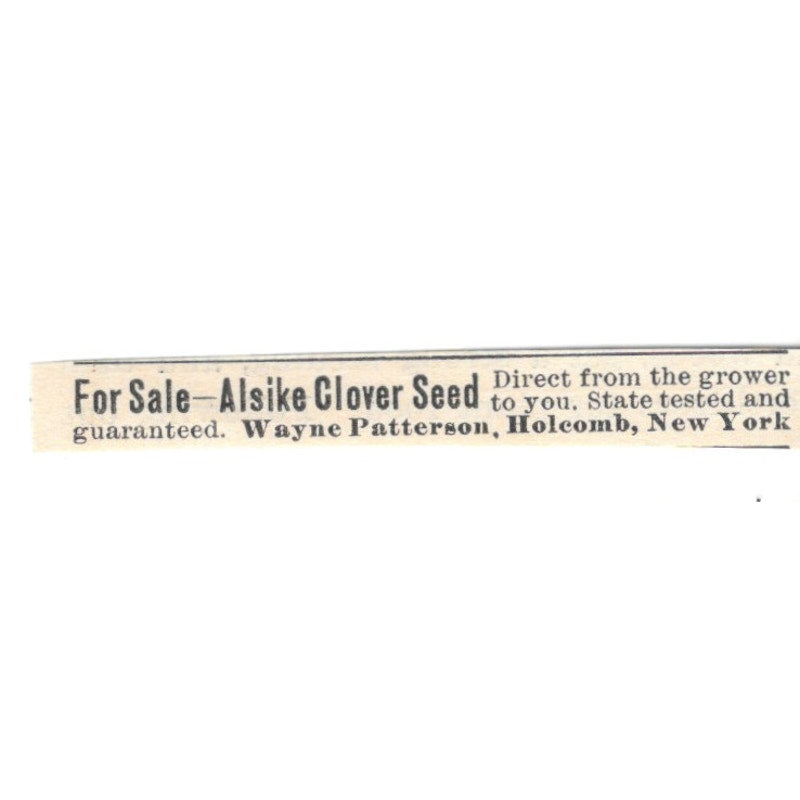 For Sale—Alsike Clover Seed Direct from the grower
to you. State tested and
guaranteed. Wayne Patterson, Holcomb, New York